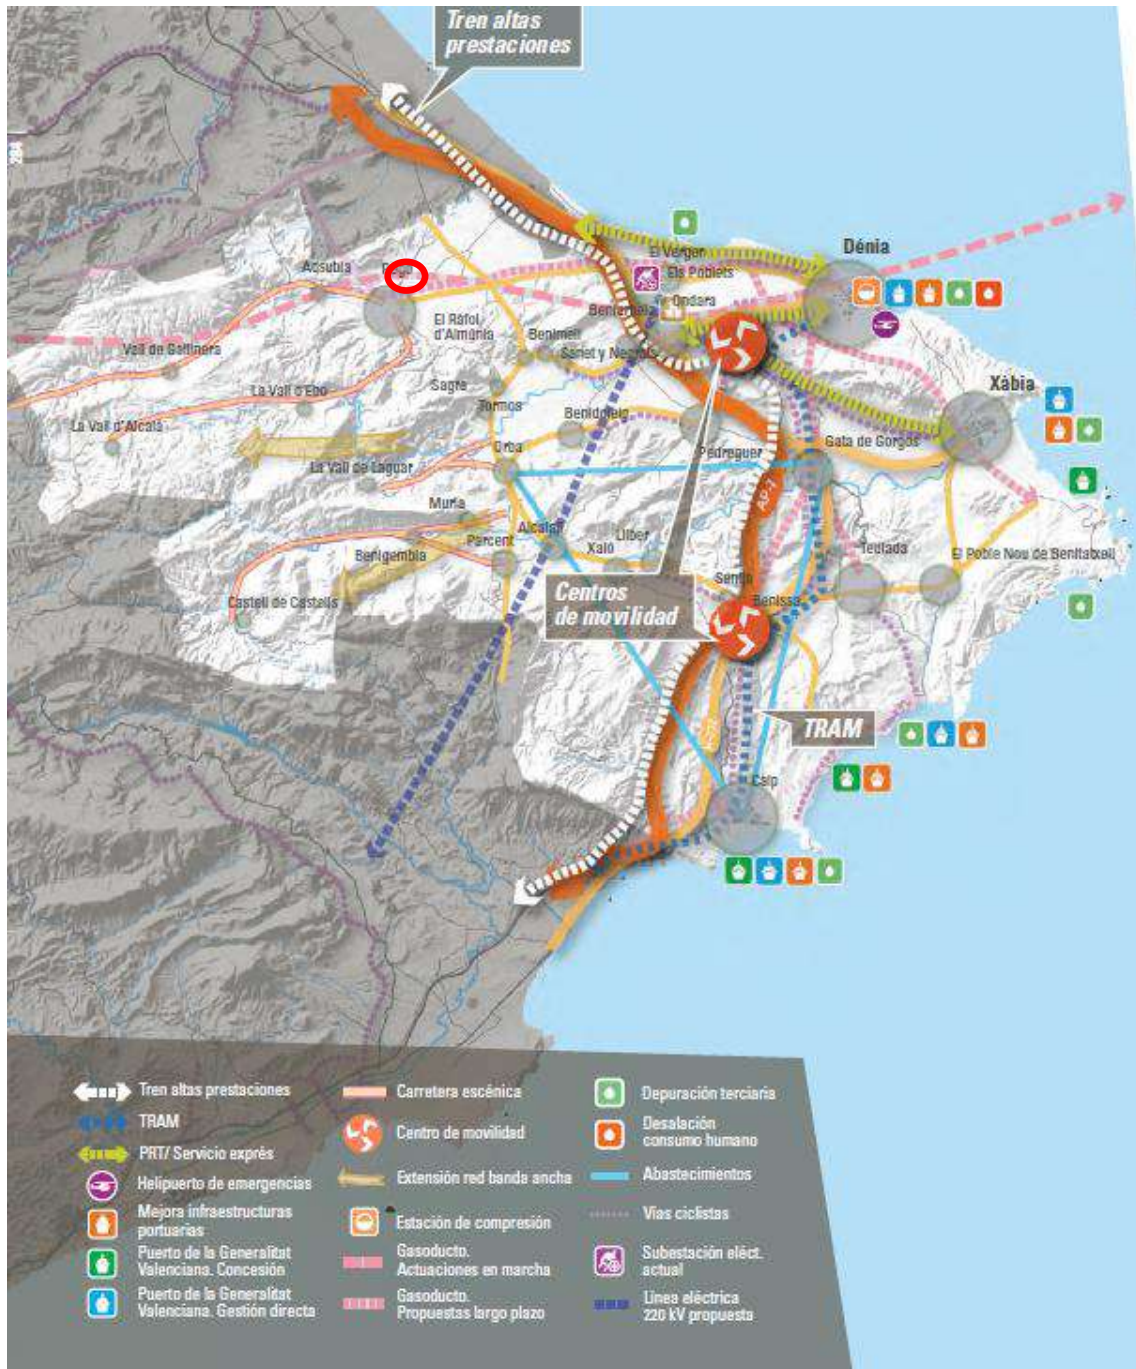 Tren altas
prestaciones
284
Dénia
El Verger
Els Poblets
Adsubia
Pego
Ondara
Benimeli
El Ràfol
d'Almúnia
Sanet y Negrals
Vall de Gallinera
Sagra
Xàbia
La Vall d'Ebo
Tormos
Beniddoleig
La Vall d'Alcalà
Orba
Gata de Gorgos
Pedreguer
La Vall de Laguar
AP-7
Murla
Alcalalí
Parcent
Llíber
Xaló
Benigembla
Teulada
El Poble Nou de Benitatxell
Senija
Benissa
Castell de Castells
Centros
de movilidad
TRAM
Calp
Tren altas prestaciones
TRAM
PRT/ Servicio exprés
Helipuerto de emergencias
Mejora infraestructuras
portuarias
Puerto de la Generalitat
Valenciana. Concesión
Puerto de la Generalitat
Valenciana. Gestión directa
Carretera escénica
Centro de movilidad
Extensión red banda ancha
Estación de compresión
Gasoducto.
Actuaciones en marcha
Gasoducto.
Propuestas largo plazo
Depuración terciaria
Desalación
consumo humano
Abastecimientos
Vías ciclistas
Subestación eléct.
actual
Línea eléctrica
220 kV propuesta